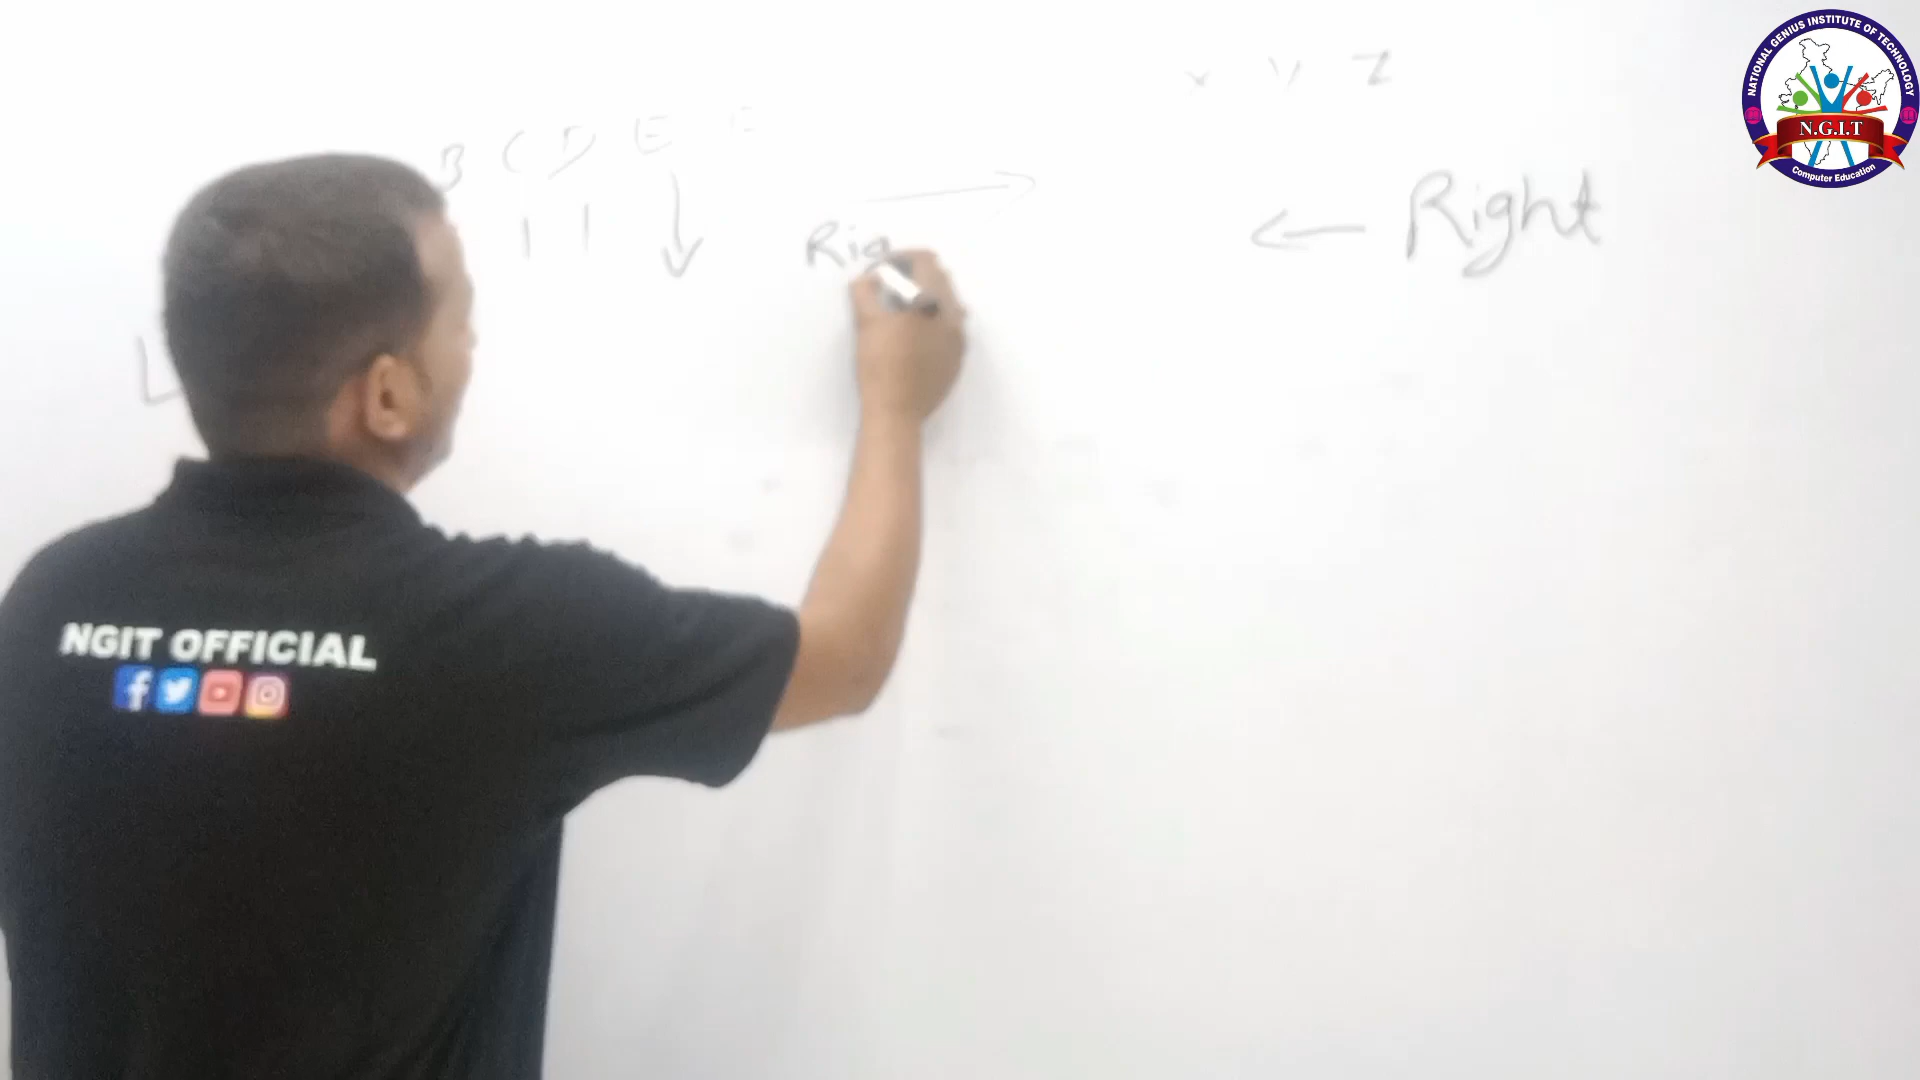 X Y Z
B C D E E
Rig
← Right
L
NGIT OFFICIAL
NATIONAL GENIUS INSTITUTE OF TECHNOLOGY
N.G.I.T
Computer Education